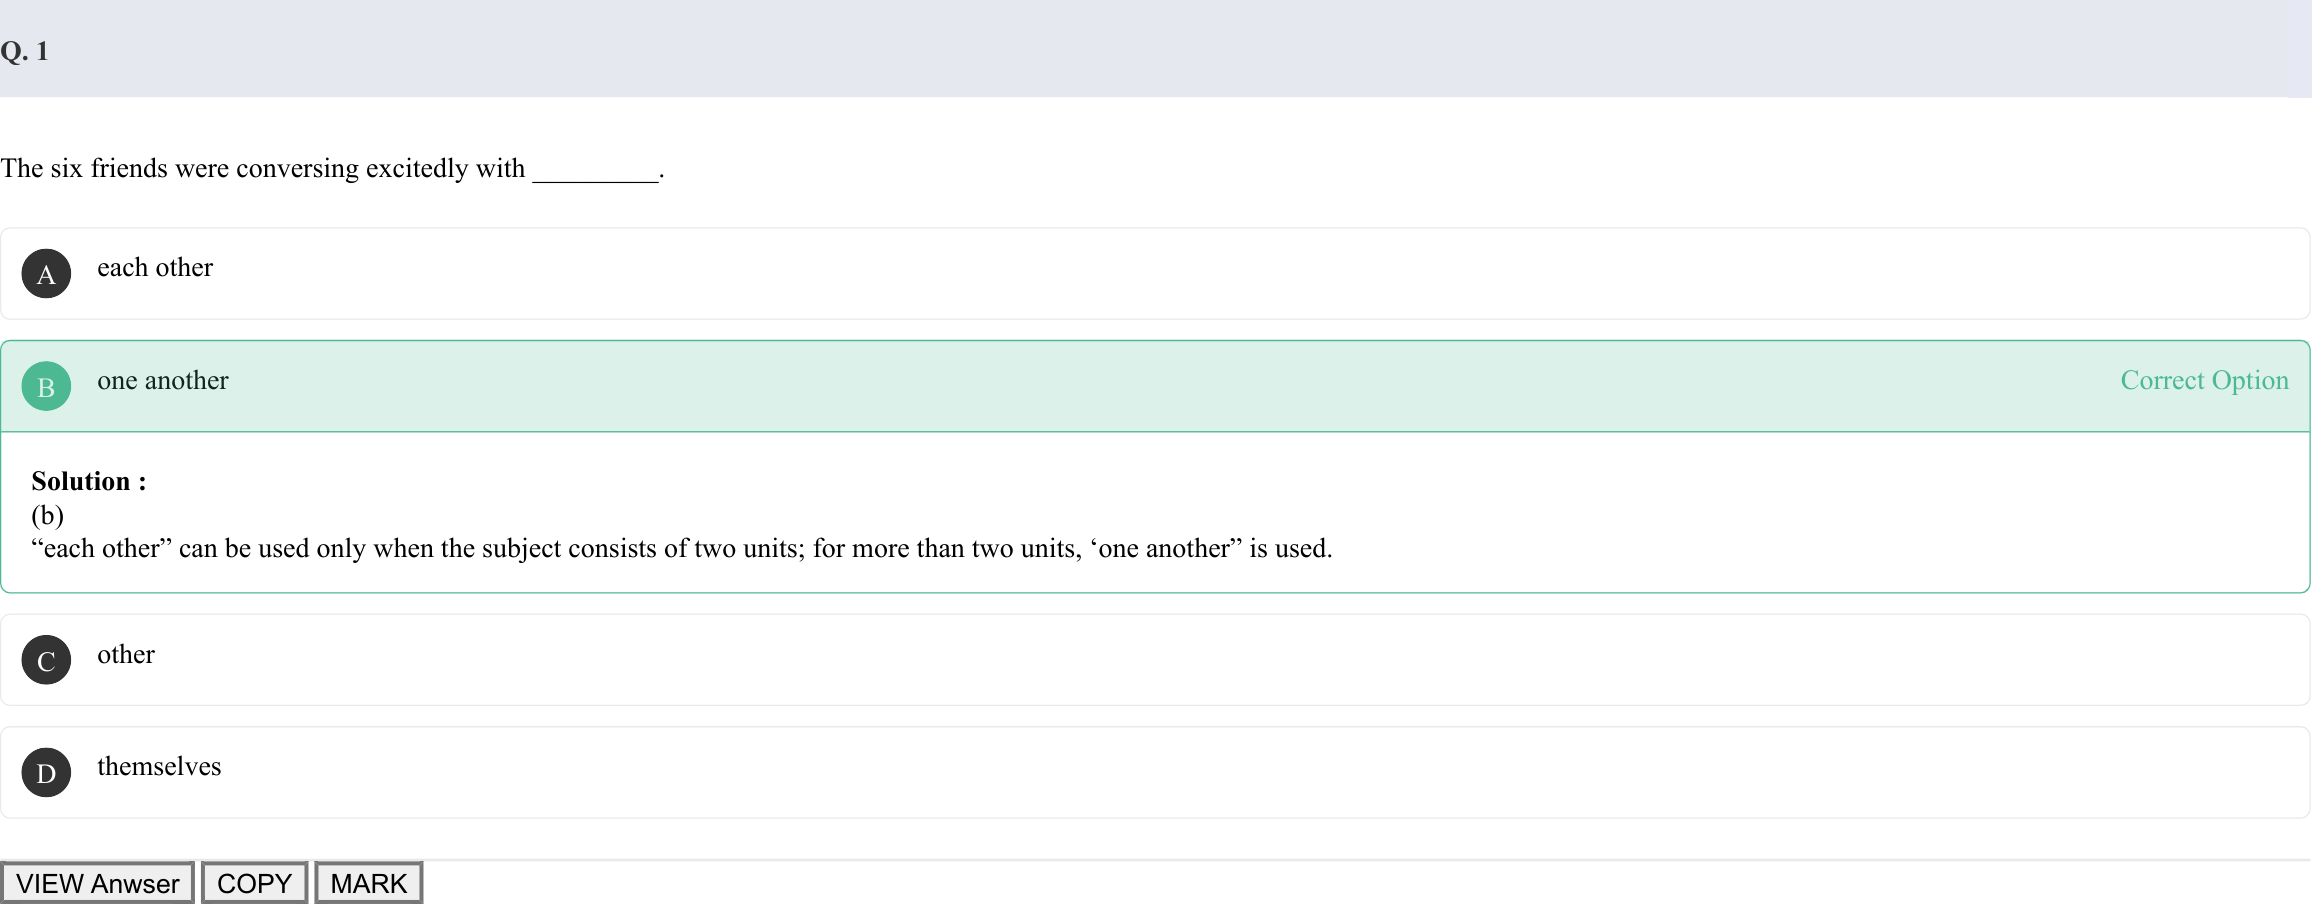 Q. 1
The six friends were conversing excitedly with _________.
A each other
B one another Correct Option
Solution :
(b)
“each other” can be used only when the subject consists of two units; for more than two units, ‘one another” is used.
C other
D themselves
VIEW Anwser COPY MARK